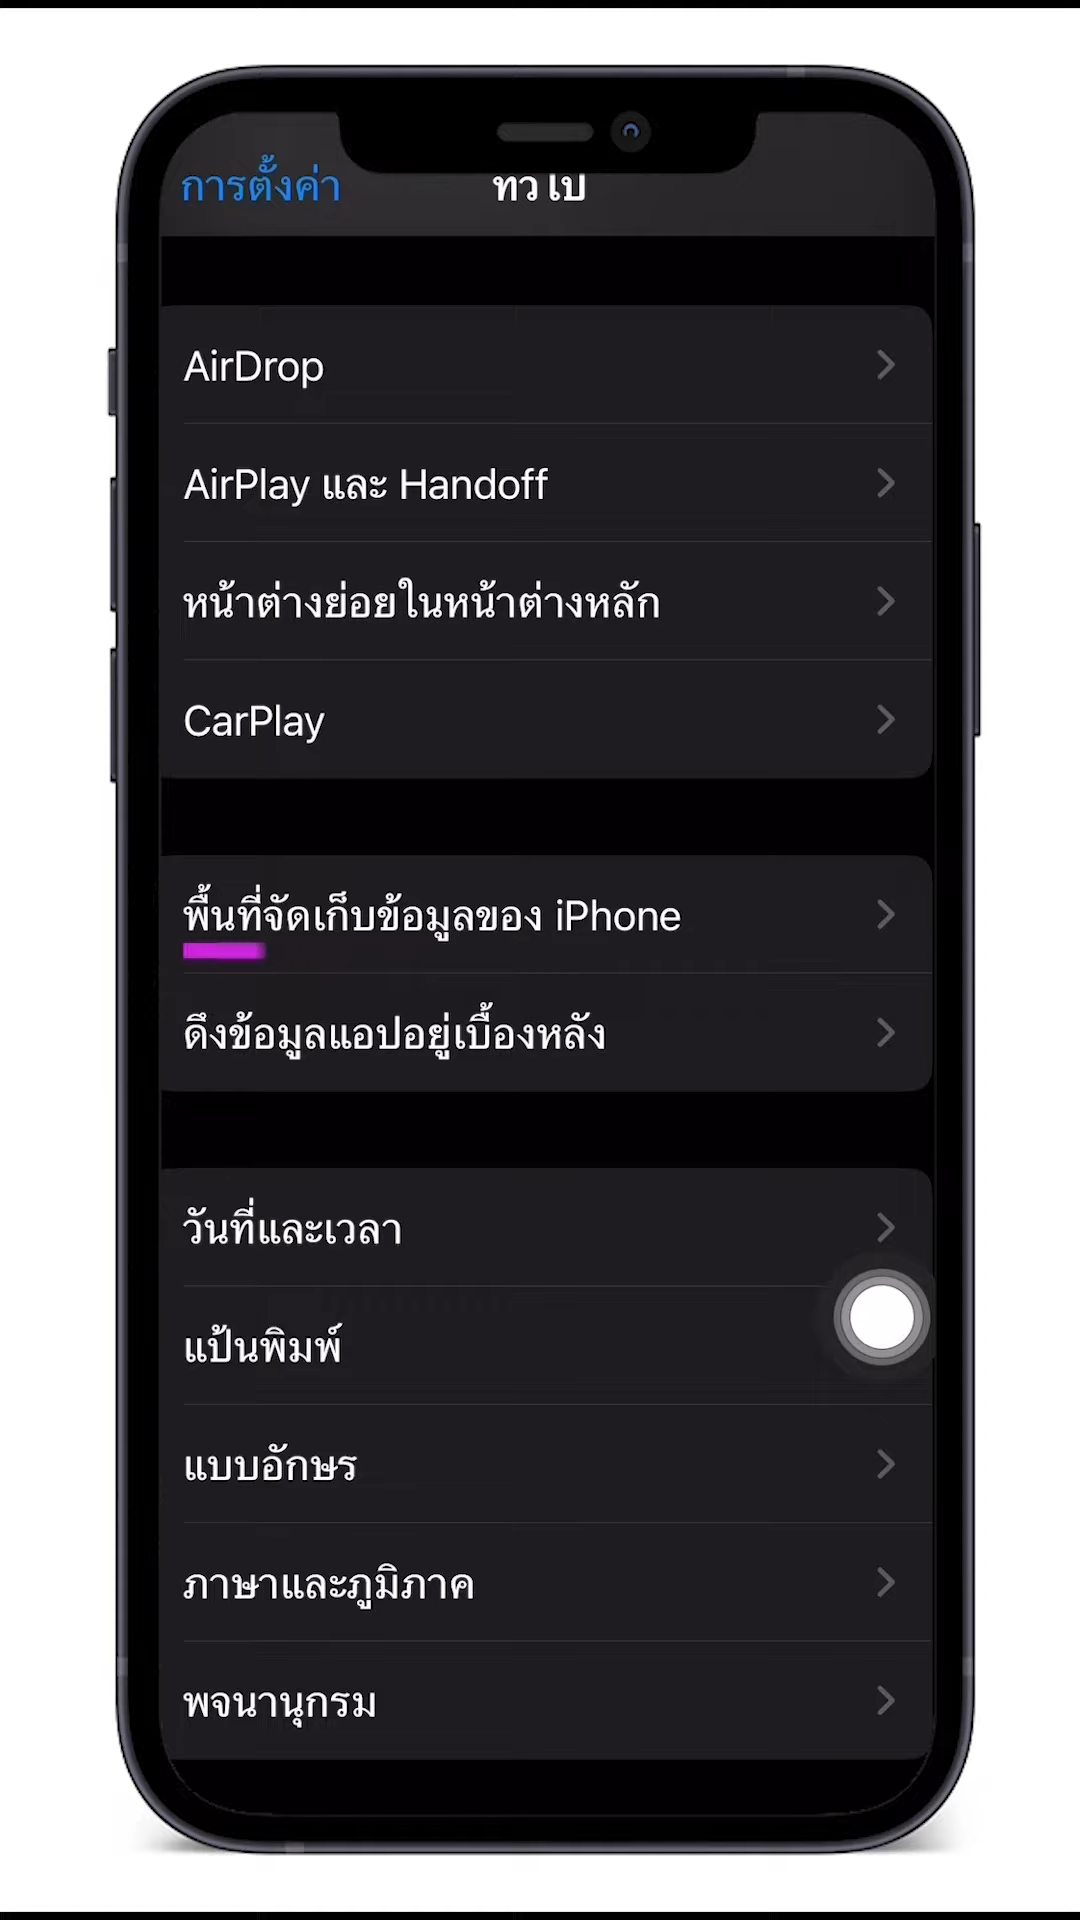 การตั้งค่า
ทั่วไป
AirDrop
AirPlay และ Handoff
หน้าต่างย่อยในหน้าต่างหลัก
CarPlay
พื้นที่จัดเก็บข้อมูลของ iPhone
ดึงข้อมูลแอปอยู่เบื้องหลัง
วันที่และเวลา
แป้นพิมพ์
แบบอักษร
ภาษาและภูมิภาค
พจนานุกรม